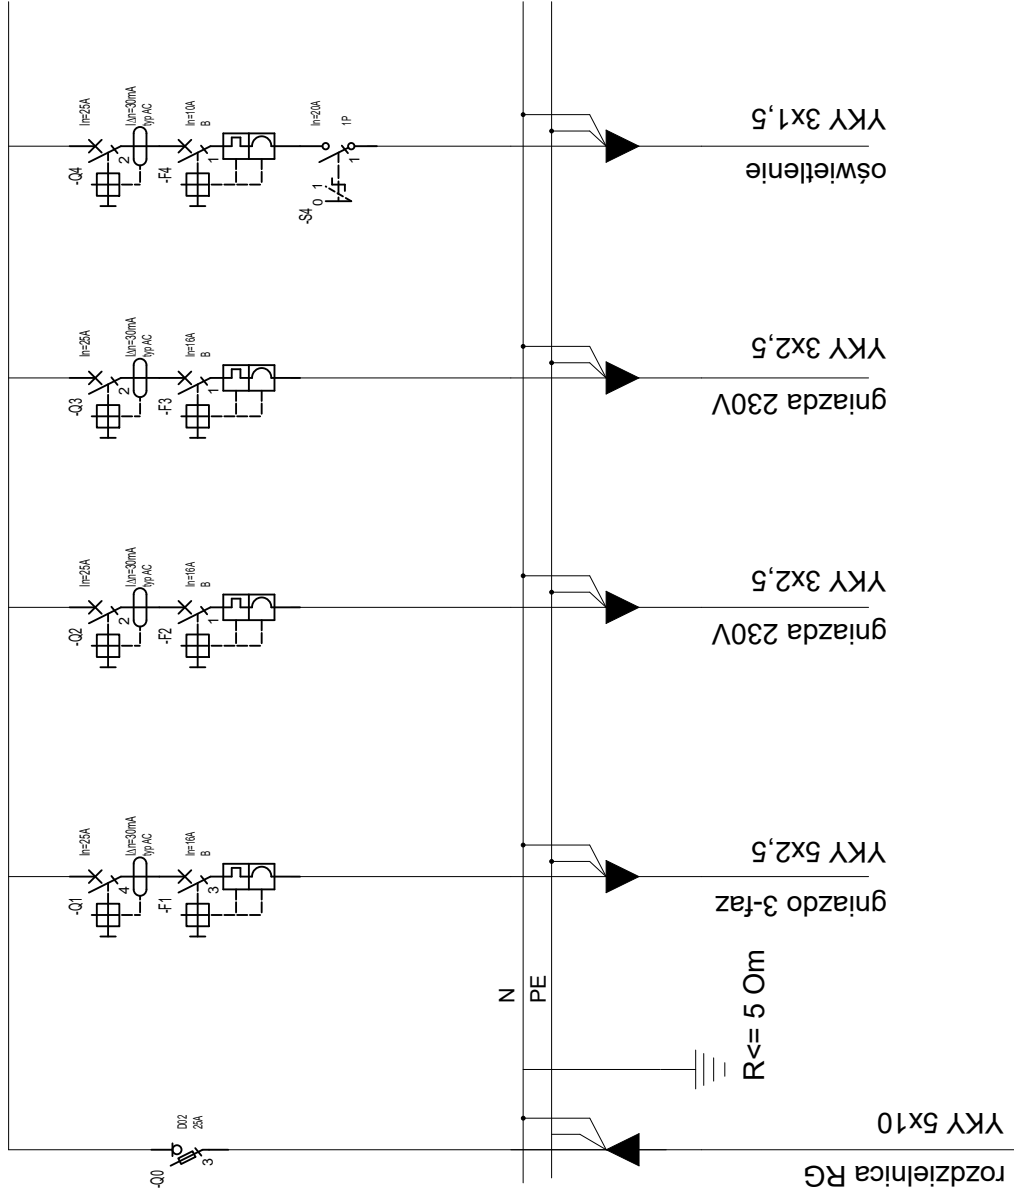 -Q4
In=25A
IΔn=30mA
typ AC
2
-F4
In=10A
B
1
-S4
0 1
In=20A
1P
1
YKY 3x1,5
oświetlenie
-Q3
In=25A
IΔn=30mA
typ AC
2
-F3
In=16A
B
1
YKY 3x2,5
gniazda 230V
-Q2
In=25A
IΔn=30mA
typ AC
2
-F2
In=16A
B
1
YKY 3x2,5
gniazda 230V
-Q1
In=25A
IΔn=30mA
typ AC
4
-F1
In=16A
B
3
YKY 5x2,5
gniazdo 3-faz
N
PE
R<= 5 Om
-Q0
D02
25A
3
YKY 5x10
rozdzielnica RG